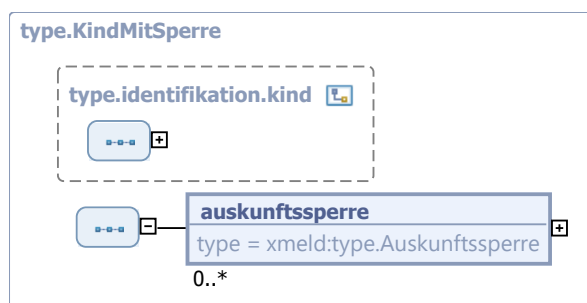 type.KindMitSperre
type.identifikation.kind
auskunftssperre
type = xmeld:type.Auskunftssperre
0..*